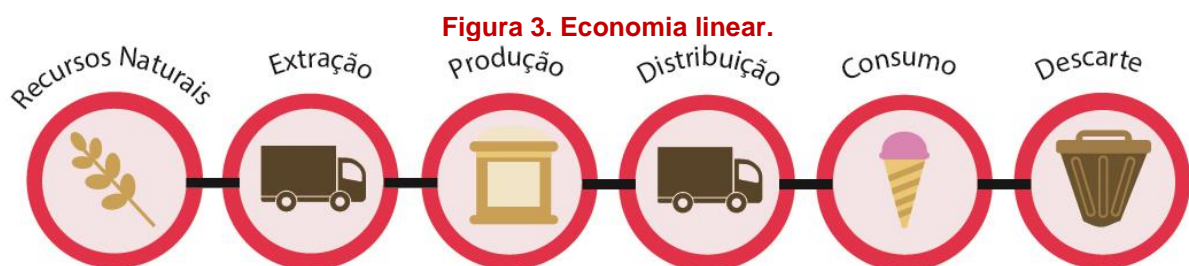 Figura 3. Economia linear.
Recursos Naturais
Extração
Produção
Distribuição
Consumo
Descarte